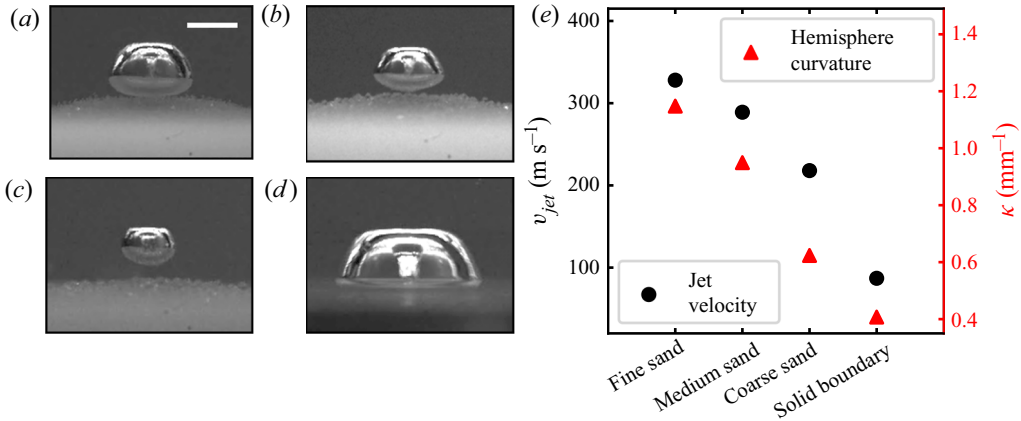 (a)
(b)
(c)
(d)
(e)
400
300
200
100
v_jet (m s−1)
Hemisphere
curvature
Jet
velocity
1.4
1.2
1.0
0.8
0.6
0.4
κ (mm−1)
Fine sand
Medium sand
Coarse sand
Solid boundary